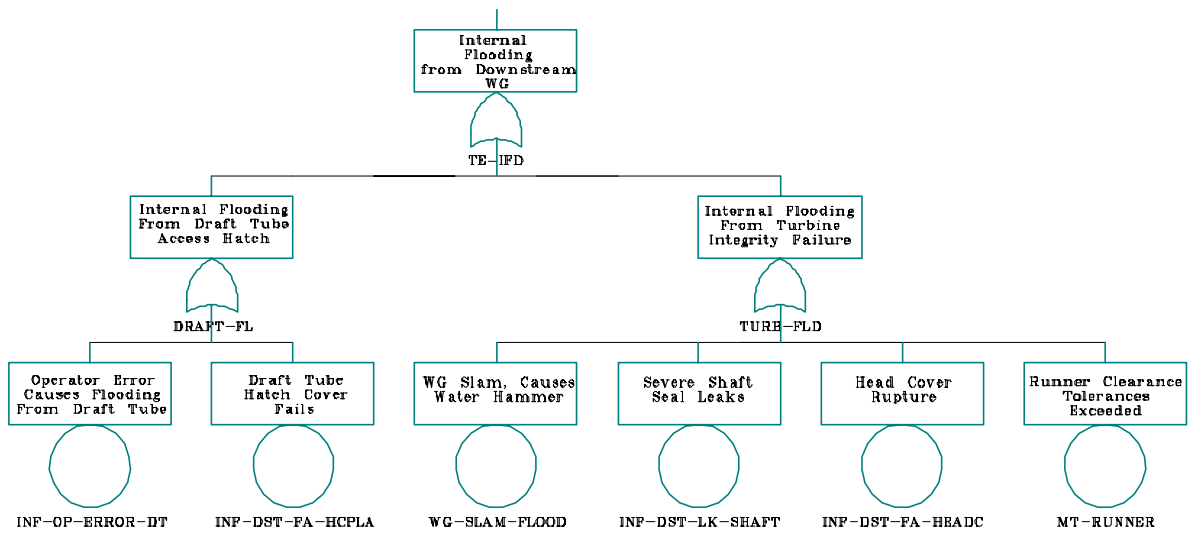 Internal
Flooding
from Downstream
WG
TE-IFD
Internal Flooding
From Draft Tube
Access Hatch
DRAFT-FL
Internal Flooding
From Turbine
Integrity Failure
TURB-FLD
Operator Error
Causes Flooding
From Draft Tube
INF-OP-ERROR-DT
Draft Tube
Hatch Cover
Fails
INF-DST-FA-HCPLA
WG Slam, Causes
Water Hammer
WG-SLAM-FLOOD
Severe Shaft
Seal Leaks
INF-DST-LK-SHAFT
Head Cover
Rupture
INF-DST-FA-HEADC
Runner Clearance
Tolerances
Exceeded
MT-RUNNER